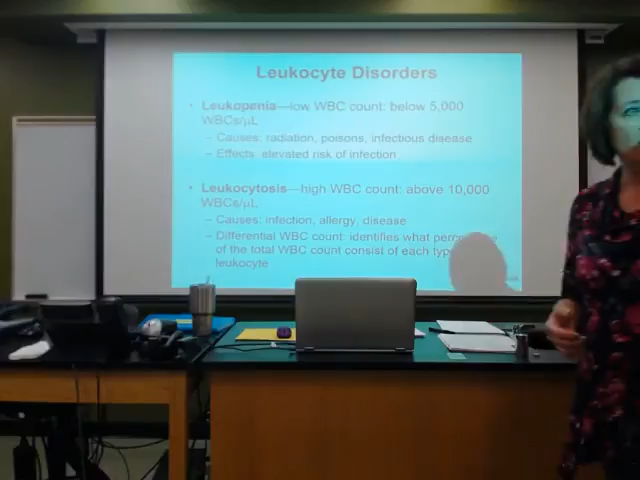 Leukocyte Disorders
• Leukopenia—low WBC count: below 5,000
WBCs/µL
– Causes: radiation, poisons, infectious disease
– Effects: elevated risk of infection
• Leukocytosis—high WBC count: above 10,000
WBCs/µL
– Causes: infection, allergy, disease
– Differential WBC count: identifies what
of the total WBC count consist of each
leukocyte